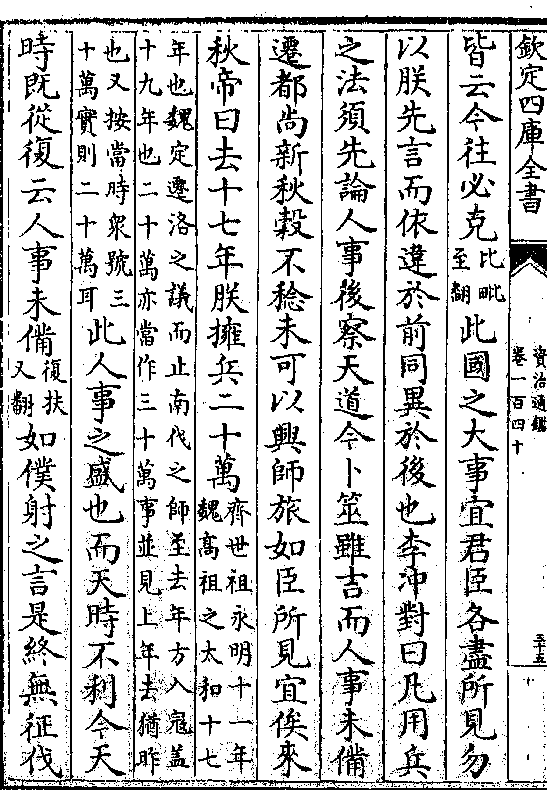 欽定四庫全書
資治通鑑
卷一百四十
三十五
皆云今往必克
比毗
至翻
此國之大事宜君臣各盡所見勿
以朕先言而依違於前同異於後也李沖對曰凡用兵
之法須先論人事後察天道今卜筮雖吉而人事未備
遷都尚新秋穀不稔未可以興師旅如臣所見宜俟來
秋帝曰去十七年朕擁兵二十萬
齊世祖永明十一年
魏高祖之太和十七
年也魏定遷洛之議而止南伐之師至去年方入寇蓋
十九年也二十萬亦當作三十萬事並見上年去猶昨
也又按當時衆號三
十萬實則二十萬耳
此人事之盛也而天時不利今天
時既從復云人事未備
復扶
又翻
如僕射之言是終無征伐